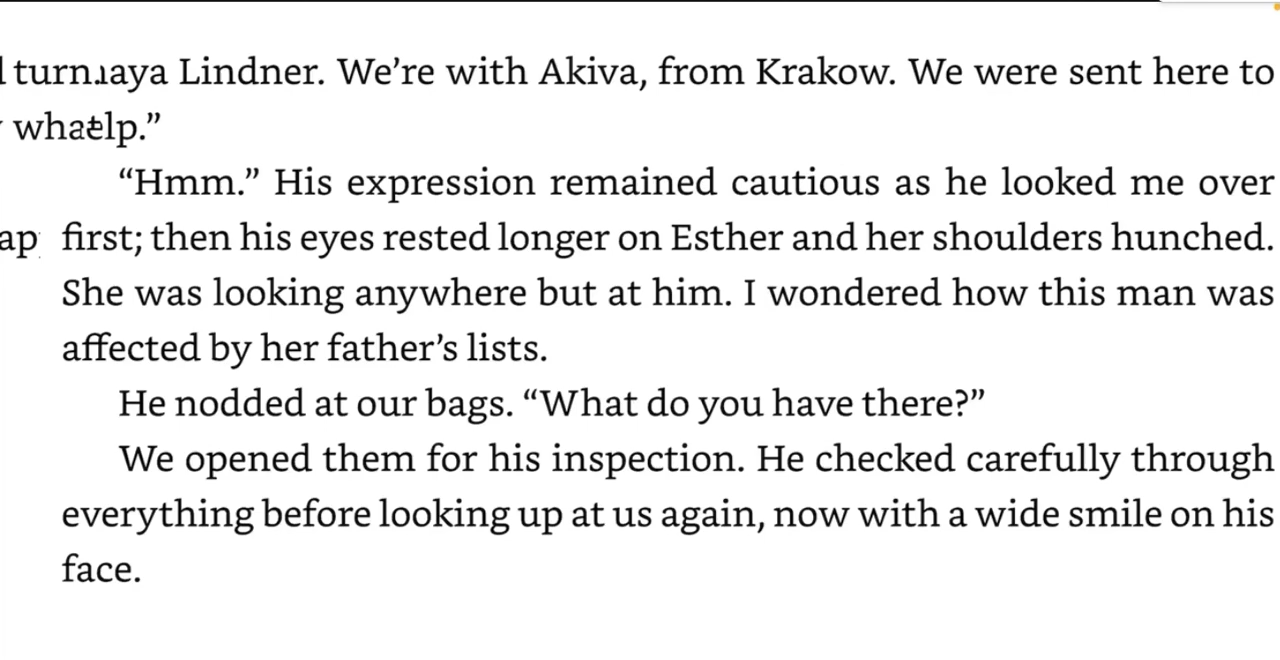 turn aya Lindner. We’re with Akiva, from Krakow. We were sent here to
lp.”
“Hmm.” His expression remained cautious as he looked me over
ap first; then his eyes rested longer on Esther and her shoulders hunched.
She was looking anywhere but at him. I wondered how this man was
affected by her father’s lists.
He nodded at our bags. “What do you have there?”
We opened them for his inspection. He checked carefully through
everything before looking up at us again, now with a wide smile on his
face.